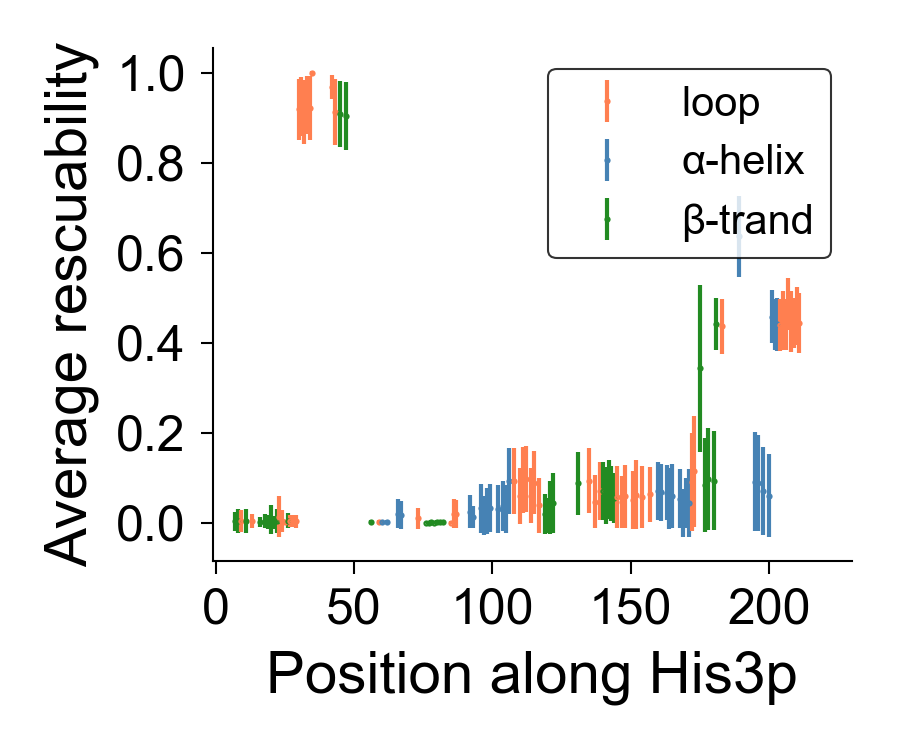 Average rescuability
1.0
0.8
0.6
0.4
0.2
0.0
loop
α-helix
β-trand
0
50
100
150
200
Position along His3p